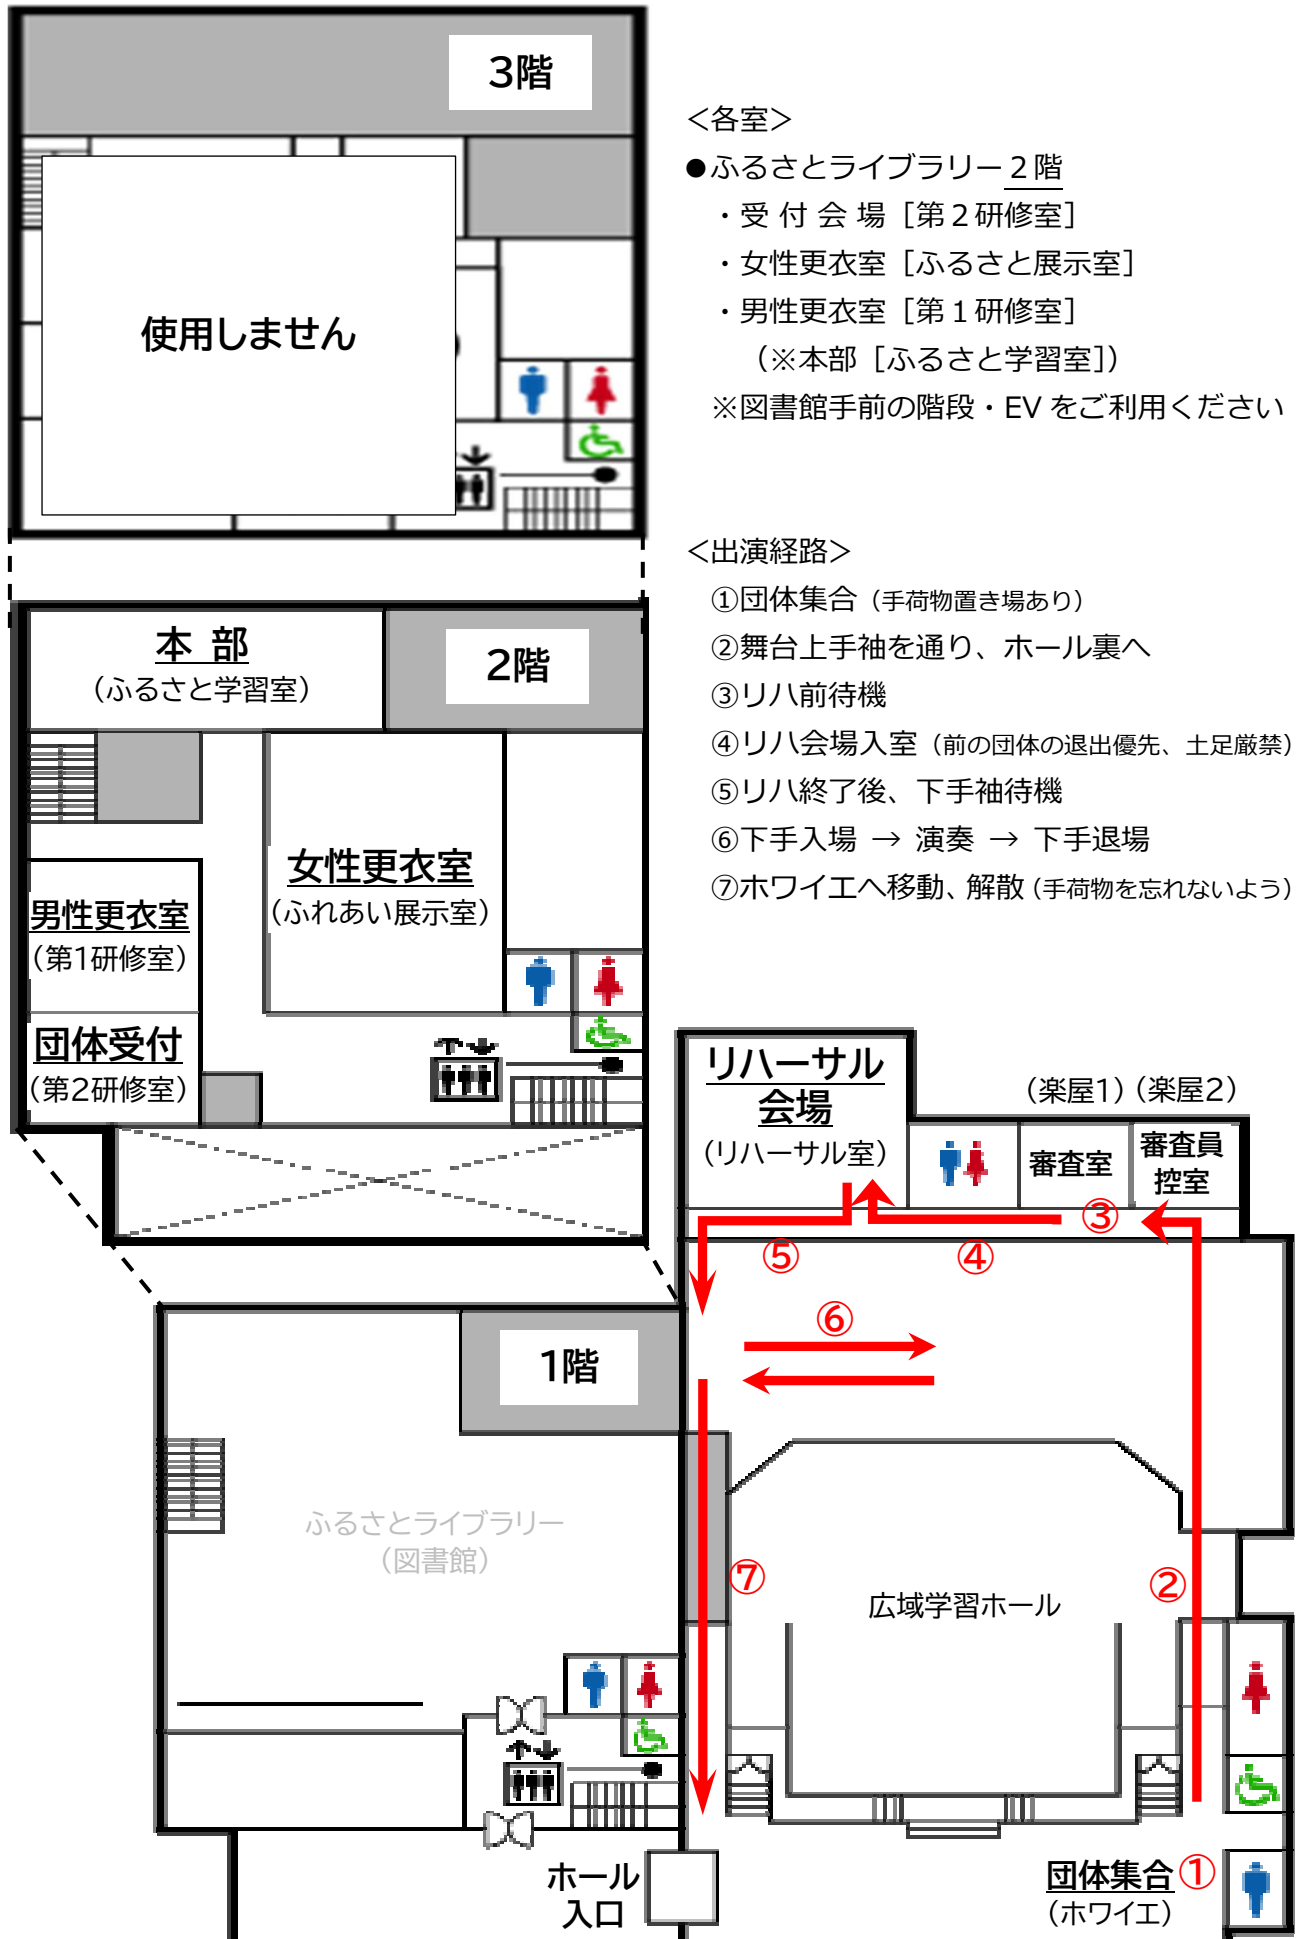 3階
使用しません
<各室>
●ふるさとライブラリー2階
・受 付 会 場［第2研修室］
・女性更衣室［ふるさと展示室］
・男性更衣室［第1研修室］
（※本部［ふるさと学習室］）
※図書館手前の階段・EVをご利用ください
<出演経路>
①団体集合（手荷物置き場あり）
②舞台上手袖を通り、ホール裏へ
③リハ前待機
④リハ会場入室（前の団体の退出優先、土足厳禁）
⑤リハ終了後、下手袖待機
⑥下手入場 → 演奏 → 下手退場
⑦ホワイエへ移動、解散（手荷物を忘れないよう）
本 部
（ふるさと学習室）
2階
女性更衣室
（ふれあい展示室）
男性更衣室
（第1研修室）
団体受付
（第2研修室）
リハーサル
会場
（リハーサル室）
（楽屋1）（楽屋2）
審査室
審査員
控室
③
⑤
④
⑥
1階
ふるさとライブラリー
（図書館）
⑦
②
広域学習ホール
ホール
入口
団体集合①
（ホワイエ）